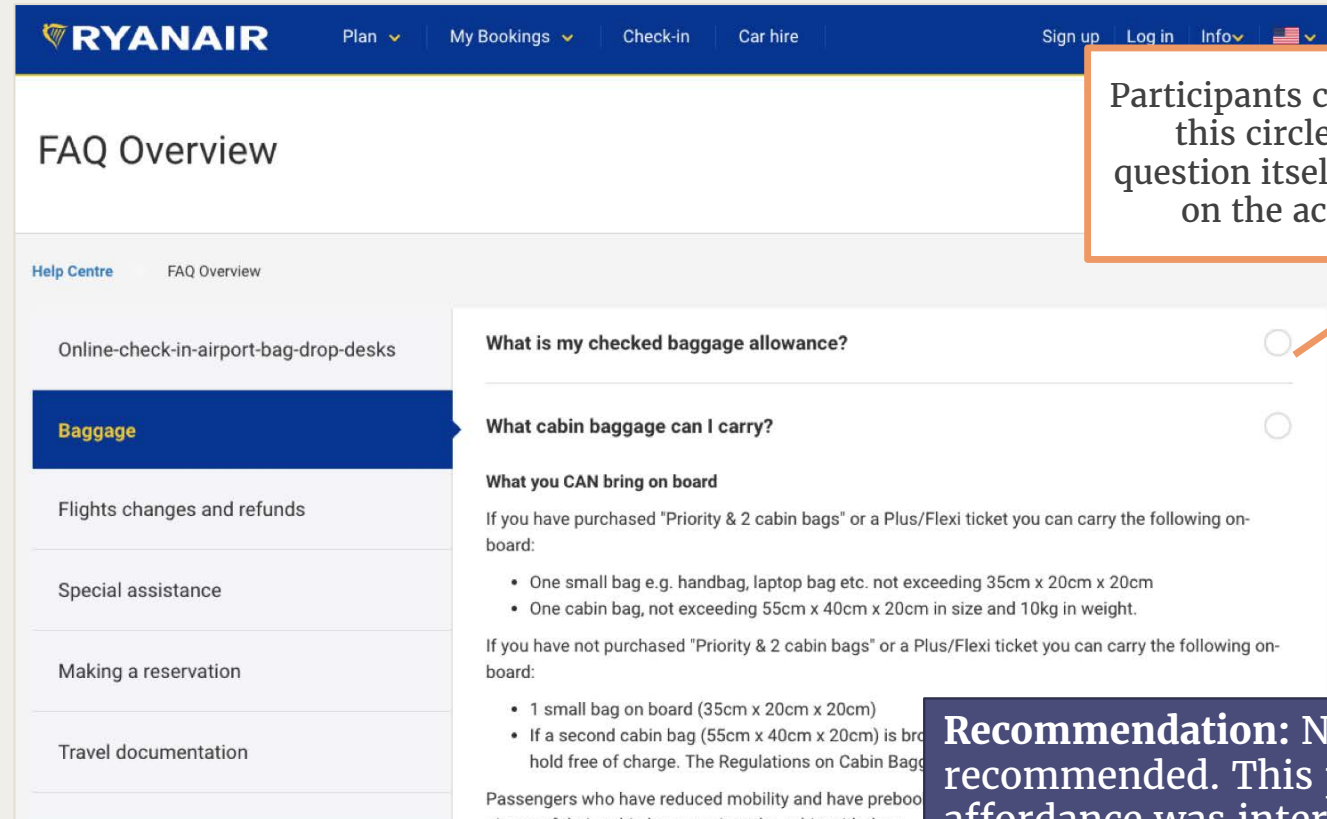 RYANAIR
Plan
My Bookings
Check-in
Car hire
Sign up
Log in
Info
Participants c
this circle
question itsel
on the ac
FAQ Overview
Help Centre
FAQ Overview
Online-check-in-airport-bag-drop-desks
Baggage
Flights changes and refunds
Special assistance
Making a reservation
Travel documentation
What is my checked baggage allowance?
What cabin baggage can I carry?
What you CAN bring on board
If you have purchased "Priority & 2 cabin bags" or a Plus/Flexi ticket you can carry the following on-
board:
• One small bag e.g. handbag, laptop bag etc. not exceeding 35cm x 20cm x 20cm
• One cabin bag, not exceeding 55cm x 40cm x 20cm in size and 10kg in weight.
If you have not purchased "Priority & 2 cabin bags" or a Plus/Flexi ticket you can carry the following on-
board:
• 1 small bag on board (35cm x 20cm x 20cm)
• If a second cabin bag (55cm x 40cm x 20cm) is bro
hold free of charge. The Regulations on Cabin Bagg
Passengers who have reduced mobility and have preboo
Recommendation: N
recommended. This
affordance was inter